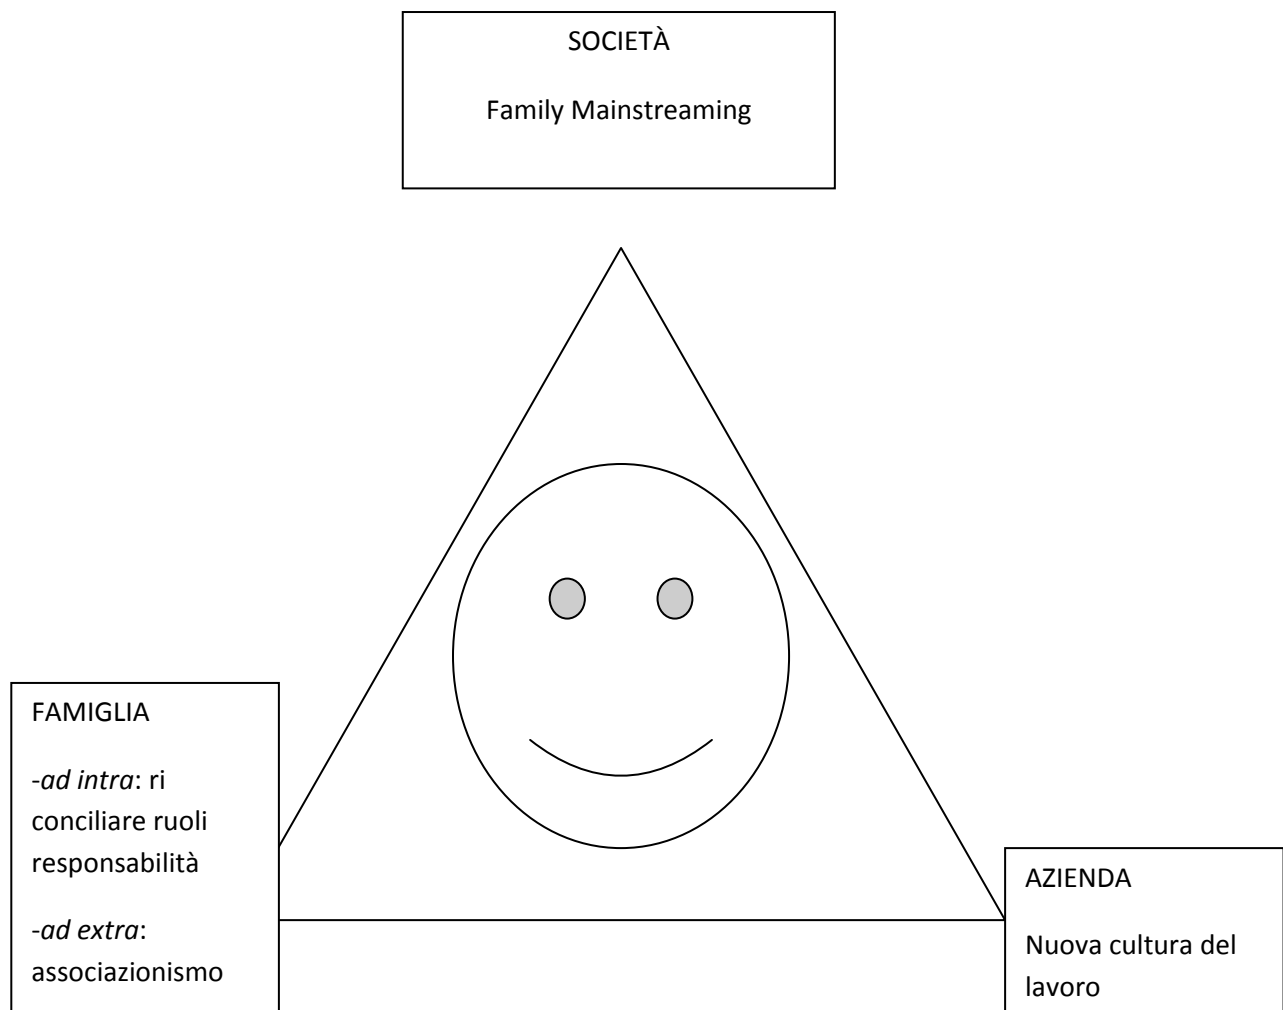 SOCIETÀ
Family Mainstreaming
FAMIGLIA
-ad intra: ri
conciliare ruoli
responsabilità
-ad extra:
associazionismo
AZIENDA
Nuova cultura del
lavoro